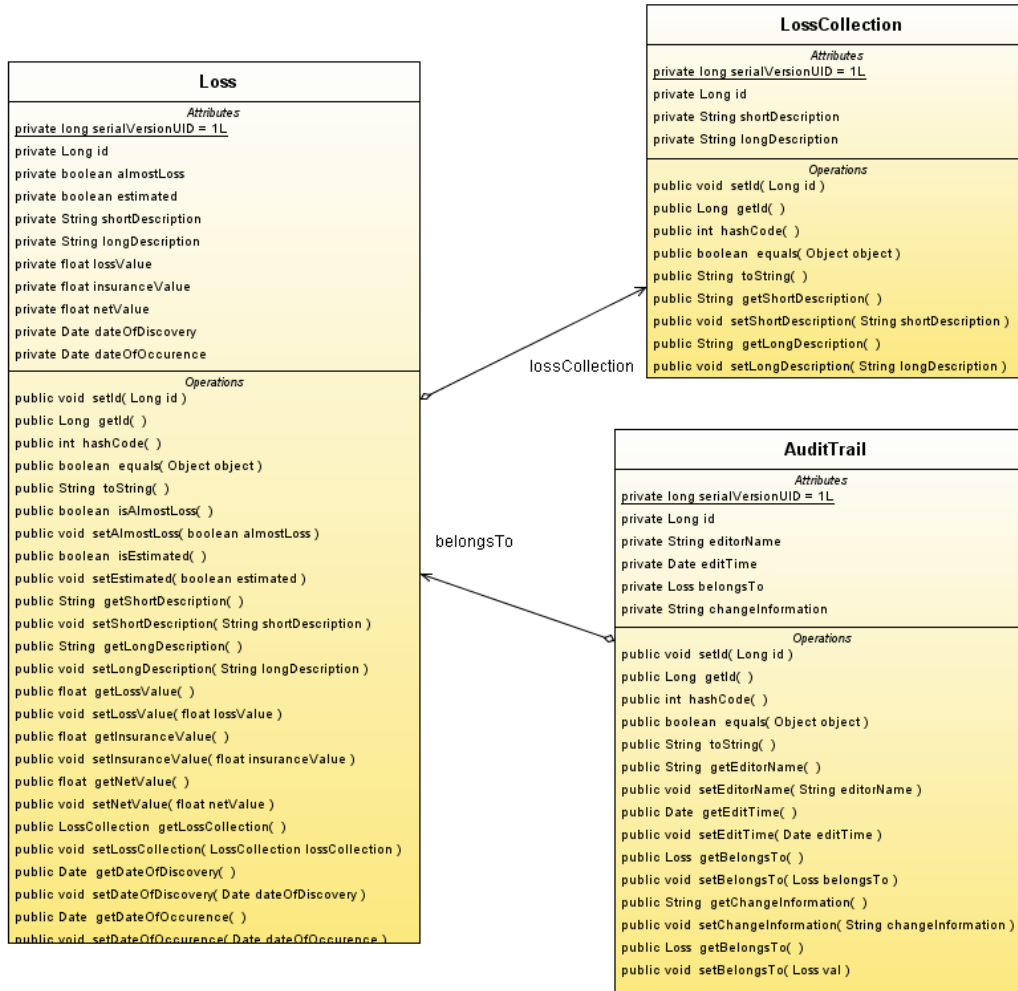 Loss
Attributes
private long serialVersionUID = 1L
private Long id
private boolean almostLoss
private boolean estimated
private String shortDescription
private String longDescription
private float lossValue
private float insuranceValue
private float netValue
private Date dateOfDiscovery
private Date dateOfOccurence
Operations
public void setId( Long id )
public Long getId( )
public int hashCode( )
public boolean equals( Object object )
public String toString( )
public boolean isAlmostLoss( )
public void setAlmostLoss( boolean almostLoss )
public boolean isEstimated( )
public void setEstimated( boolean estimated )
public String getShortDescription( )
public void setShortDescription( String shortDescription )
public String getLongDescription( )
public void setLongDescription( String longDescription )
public float getLossValue( )
public void setLossValue( float lossValue )
public float getInsuranceValue( )
public void setInsuranceValue( float insuranceValue )
public float getNetValue( )
public void setNetValue( float netValue )
public LossCollection getLossCollection( )
public void setLossCollection( LossCollection lossCollection )
public Date getDateOfDiscovery( )
public void setDateOfDiscovery( Date dateOfDiscovery )
public Date getDateOfOccurence( )
public void setDateOfOccurence( Date dateOfOccurence )
lossCollection
belongsTo
LossCollection
Attributes
private long serialVersionUID = 1L
private Long id
private String shortDescription
private String longDescription
Operations
public void setId( Long id )
public Long getId( )
public int hashCode( )
public boolean equals( Object object )
public String toString( )
public String getShortDescription( )
public void setShortDescription( String shortDescription )
public String getLongDescription( )
public void setLongDescription( String longDescription )
AuditTrail
Attributes
private long serialVersionUID = 1L
private Long id
private String editorName
private Date editTime
private Loss belongsTo
private String changeInformation
Operations
public void setId( Long id )
public Long getId( )
public int hashCode( )
public boolean equals( Object object )
public String toString( )
public String getEditorName( )
public void setEditorName( String editorName )
public Date getEditTime( )
public void setEditTime( Date editTime )
public Loss getBelongsTo( )
public void setBelongsTo( Loss belongsTo )
public String getChangeInformation( )
public void setChangeInformation( String changeInformation )
public Loss getBelongsTo( )
public void setBelongsTo( Loss val )